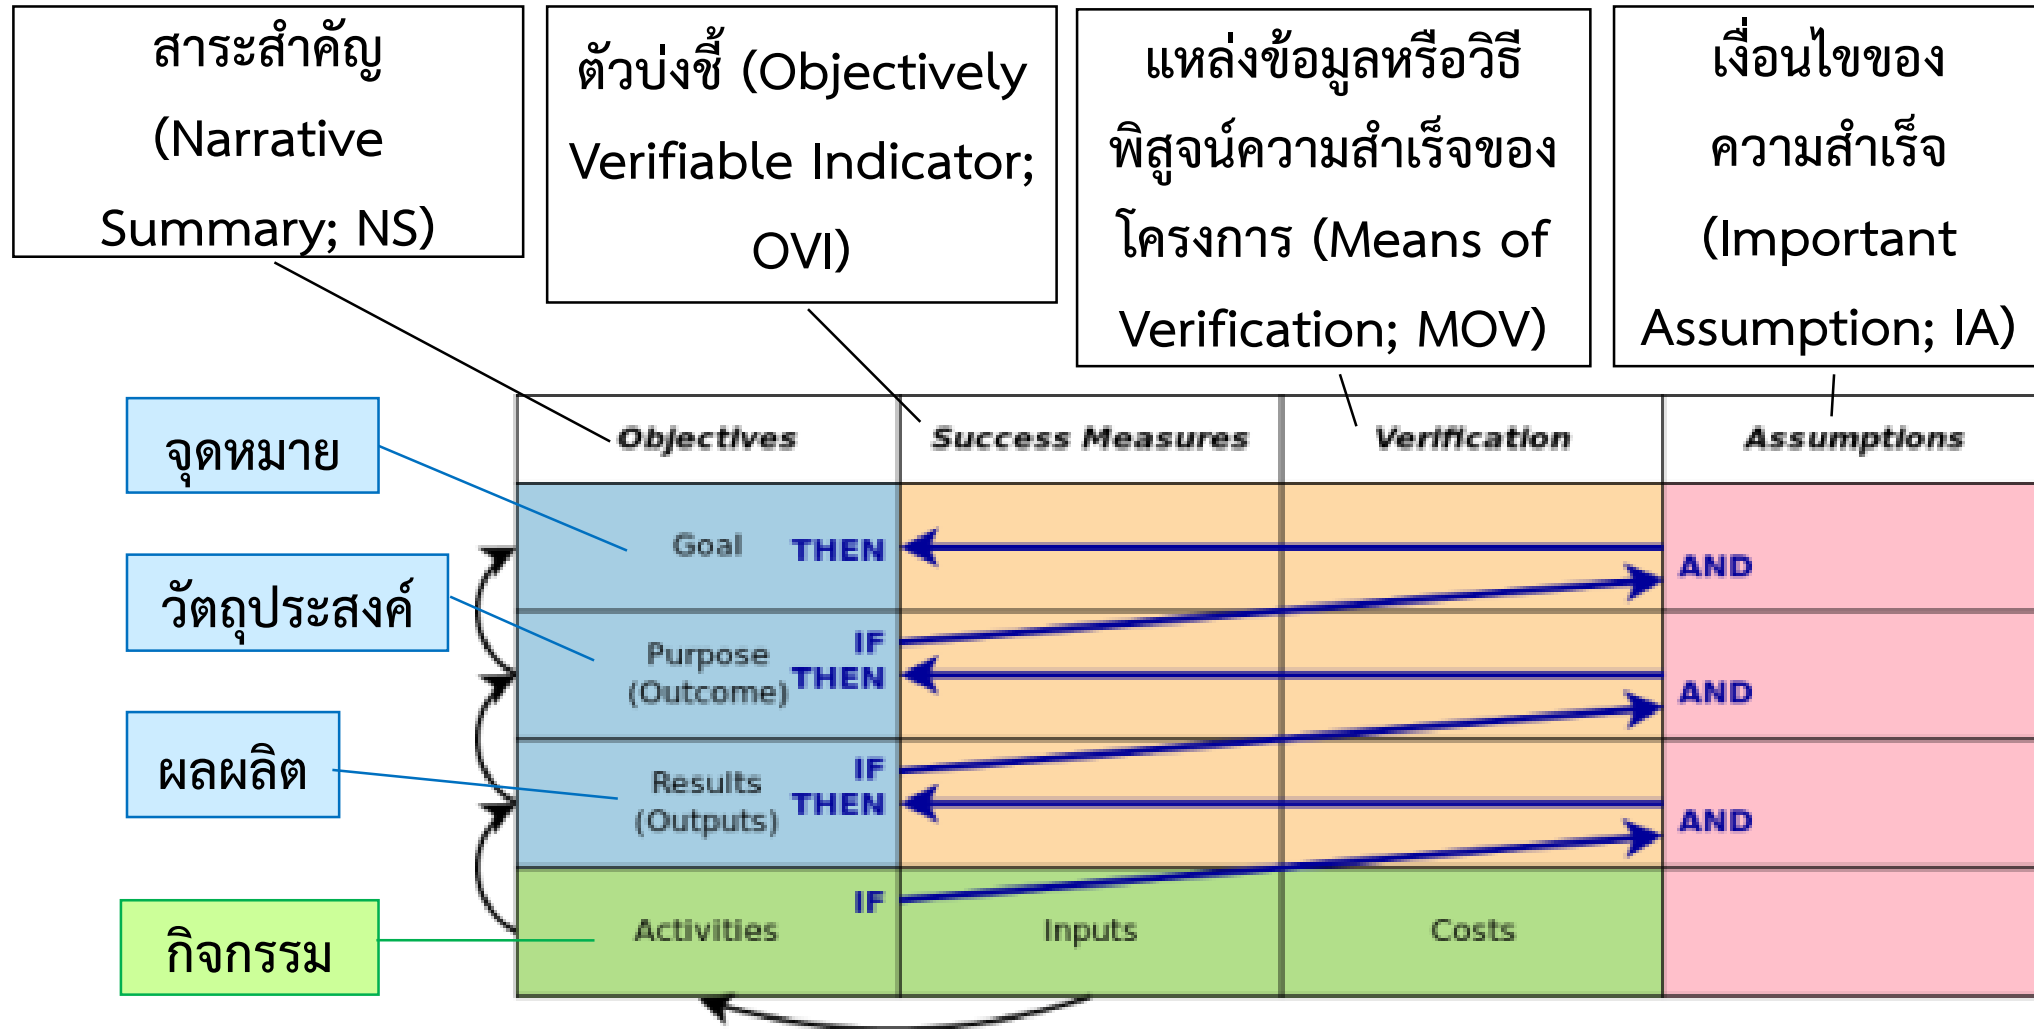 สาระสำคัญ
(Narrative
Summary; NS)
ตัวบ่งชี้ (Objectively
Verifiable Indicator;
OVI)
แหล่งข้อมูลหรือวิธี
พิสูจน์ความสำเร็จของ
โครงการ (Means of
Verification; MOV)
เงื่อนไขของ
ความสำเร็จ
(Important
Assumption; IA)
Objectives
Success Measures
Verification
Assumptions
จุดหมาย
Goal
THEN
AND
วัตถุประสงค์
Purpose
(Outcome)
IF
THEN
AND
ผลผลิต
Results
(Outputs)
IF
THEN
AND
กิจกรรม
Activities
IF
Inputs
Costs